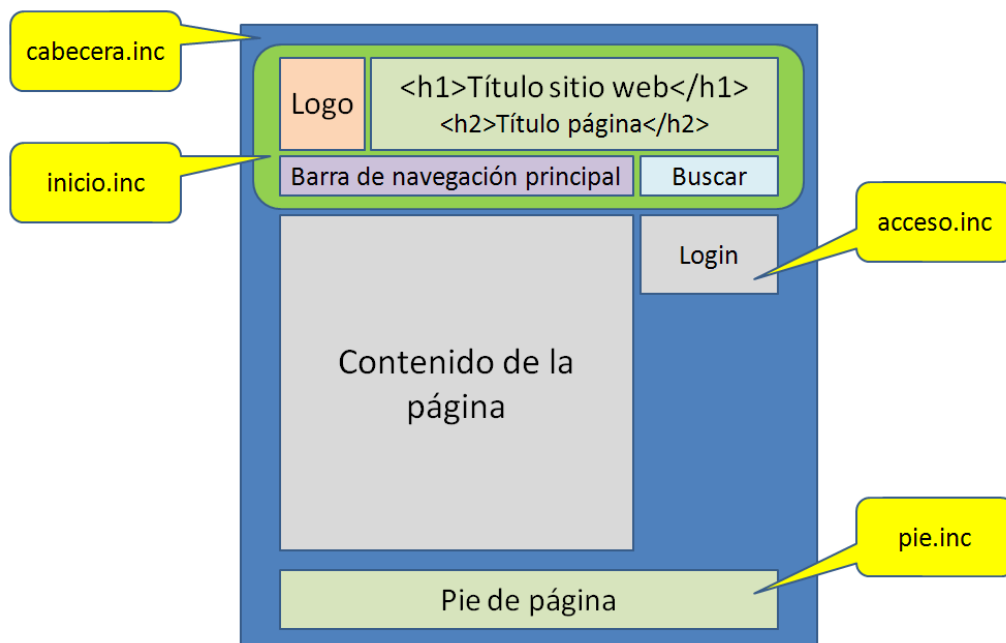 cabecera.inc
Logo
<h1>Título sitio web</h1>
<h2>Título página</h2>
inicio.inc
Barra de navegación principal
Buscar
acceso.inc
Login
Contenido de la
página
pie.inc
Pie de página